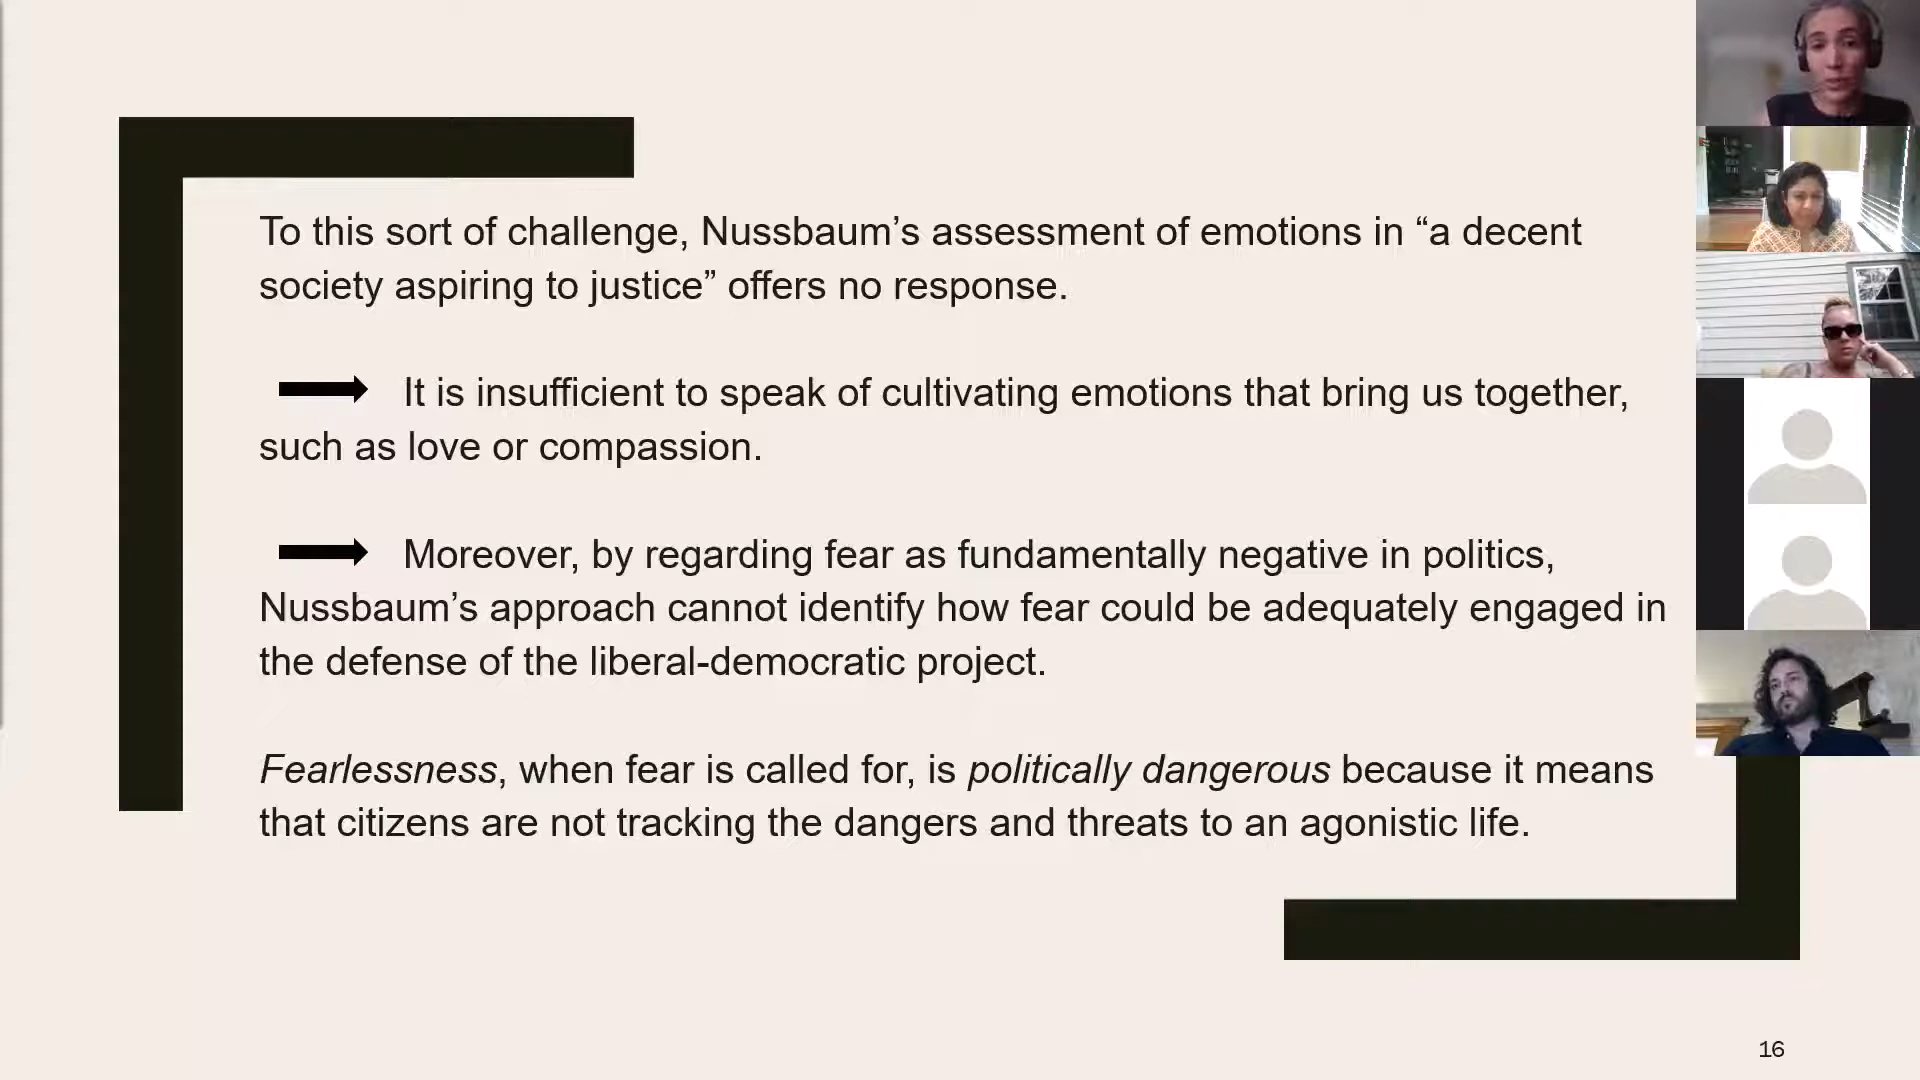 To this sort of challenge, Nussbaum’s assessment of emotions in “a decent
society aspiring to justice” offers no response.
It is insufficient to speak of cultivating emotions that bring us together,
such as love or compassion.
Moreover, by regarding fear as fundamentally negative in politics,
Nussbaum’s approach cannot identify how fear could be adequately engaged in
the defense of the liberal-democratic project.
Fearlessness, when fear is called for, is politically dangerous because it means
that citizens are not tracking the dangers and threats to an agonistic life.
16